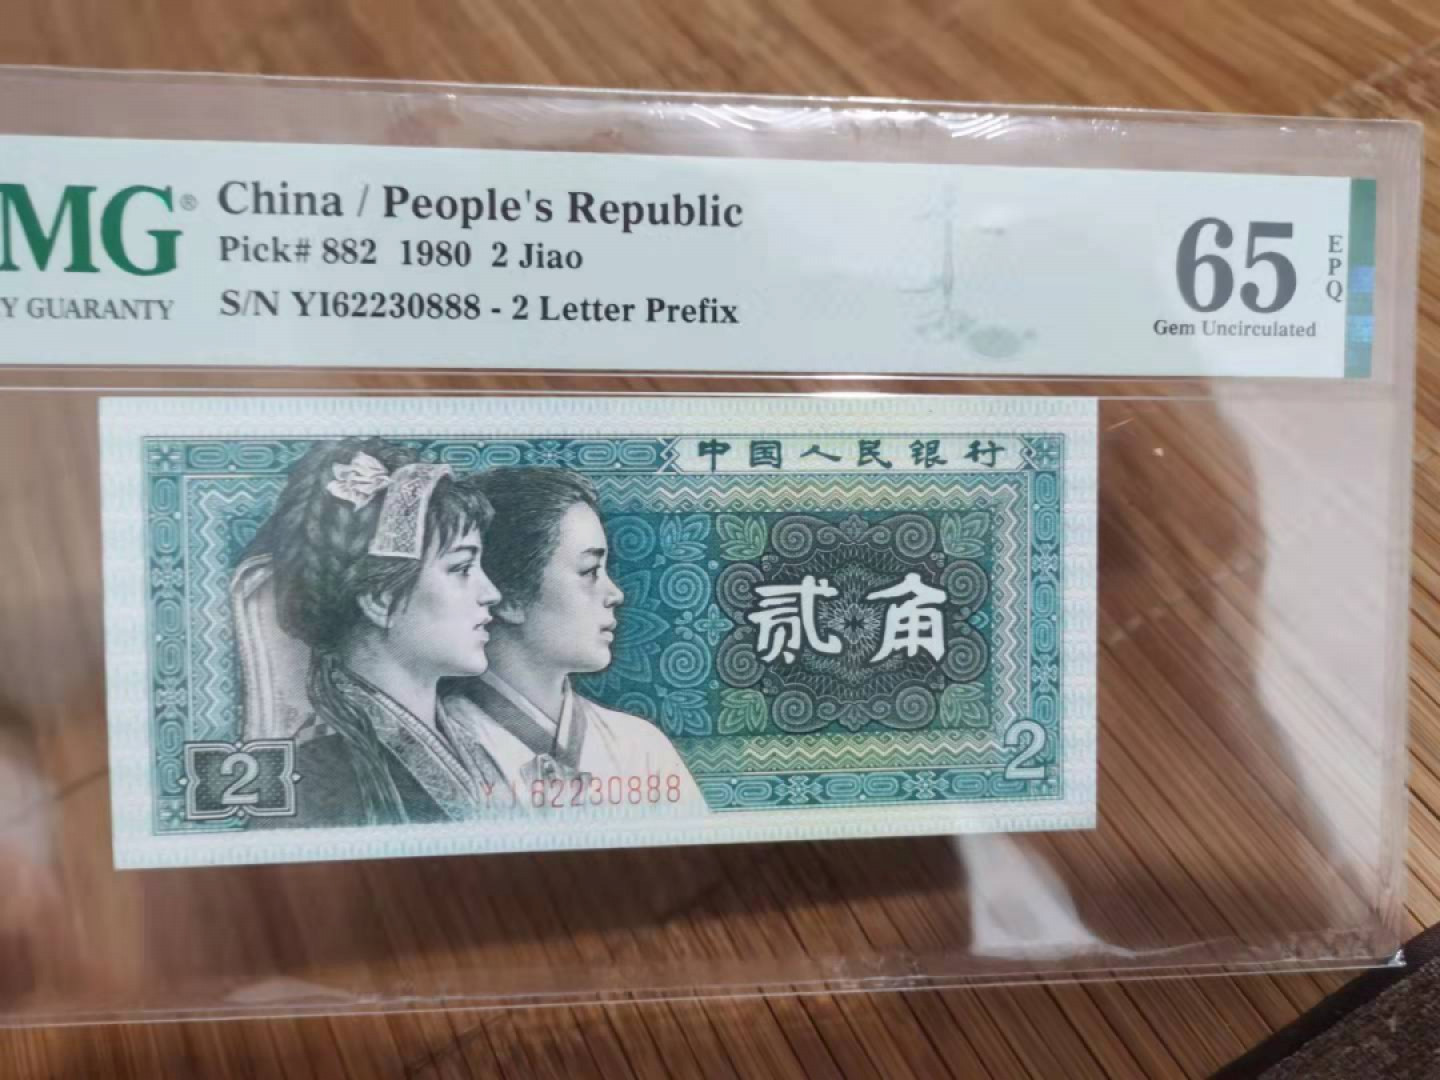 MG®
China / People's Republic
Pick# 882 1980 2 Jiao
S/N YI62230888 - 2 Letter Prefix
Y GUARANTY
65
EPQ
Gem Uncirculated
中国人民银行
贰角
2
2
YJ 62230888